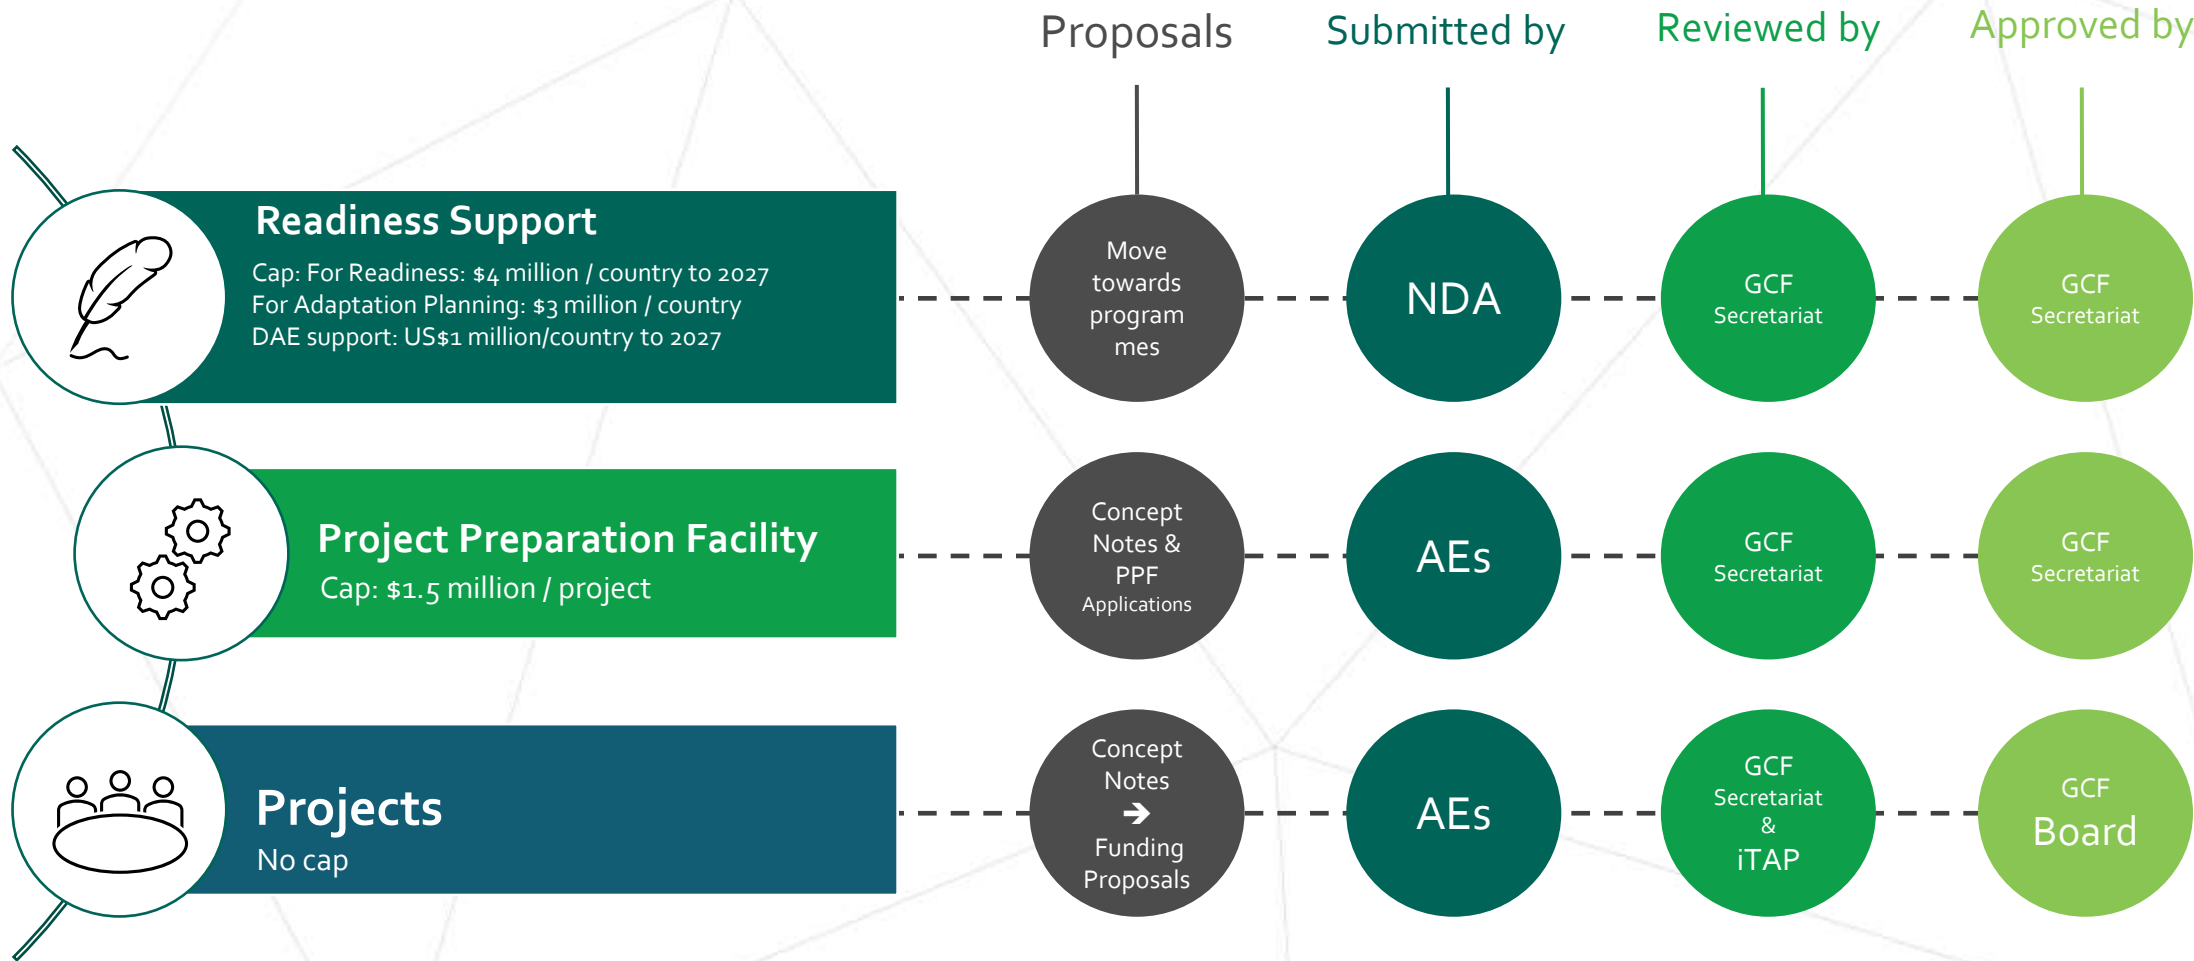 Proposals
Submitted by
Reviewed by
Approved by
Readiness Support
Cap: For Readiness: $4 million / country to 2027
For Adaptation Planning: $3 million / country
DAE support: US$1 million/country to 2027
Move
towards
program
mes
NDA
GCF
Secretariat
GCF
Secretariat
Project Preparation Facility
Cap: $1.5 million / project
Concept
Notes &
PPF
Applications
AEs
GCF
Secretariat
GCF
Secretariat
Projects
No cap
Concept
Notes
➔
Funding
Proposals
AEs
GCF
Secretariat
&
iTAP
GCF
Board